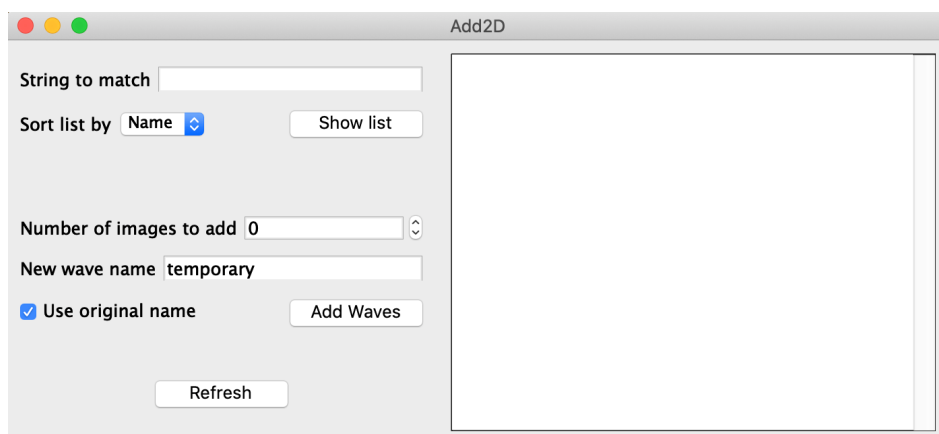 Add2D
String to match
Sort list by Name Show list
Number of images to add 0
New wave name temporary
Use original name Add Waves
Refresh